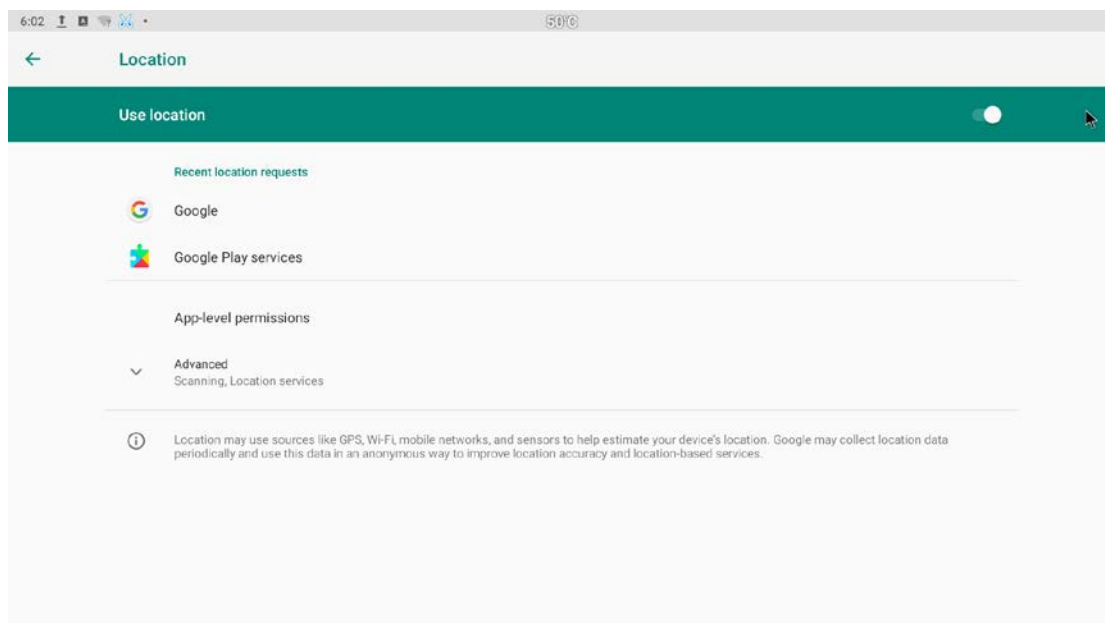 6:02
50°C
Location
Use location
Recent location requests
Google
Google Play services
App-level permissions
Advanced
Scanning, Location services
Location may use sources like GPS, Wi-Fi, mobile networks, and sensors to help estimate your device's location. Google may collect location data
periodically and use this data in an anonymous way to improve location accuracy and location-based services.